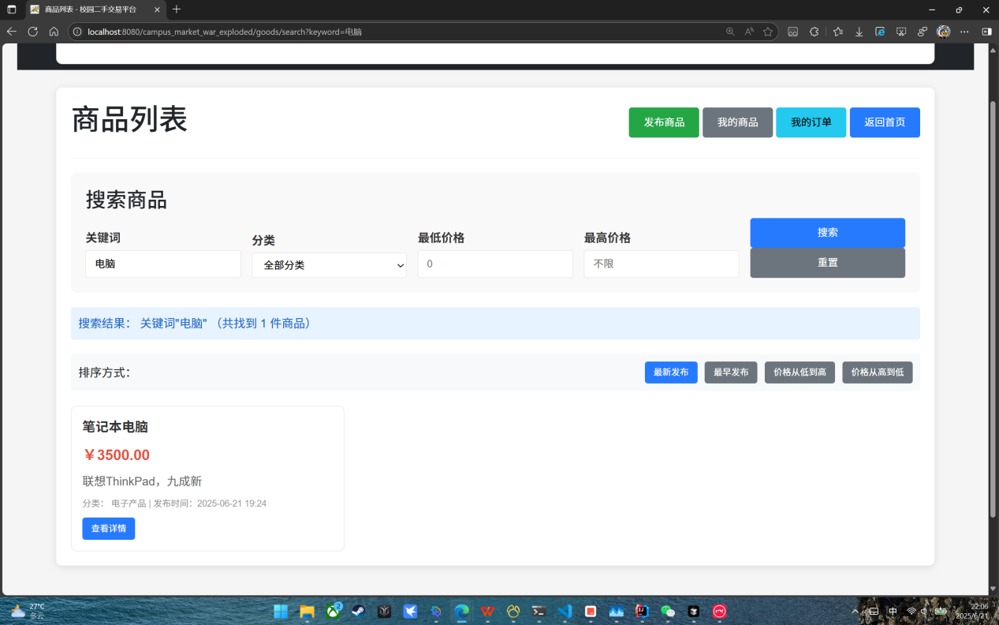 商品列表 - 校园二手交易平台
localhost:8080/campus_market_war_exploded/goods/search?keyword=电脑
商品列表
发布商品 我的商品 我的订单 返回首页
搜索商品
关键词 分类 最低价格 最高价格
搜索
电脑 全部分类 0 不限
重置
搜索结果： 关键词"电脑" （共找到 1 件商品）
排序方式： 最新发布 最早发布 价格从低到高 价格从高到低
笔记本电脑
￥3500.00
联想ThinkPad，九成新
分类： 电子产品 | 发布时间：2025-06-21 19:24
查看详情
27°C
多云
2
中
22:06
2025/6/21